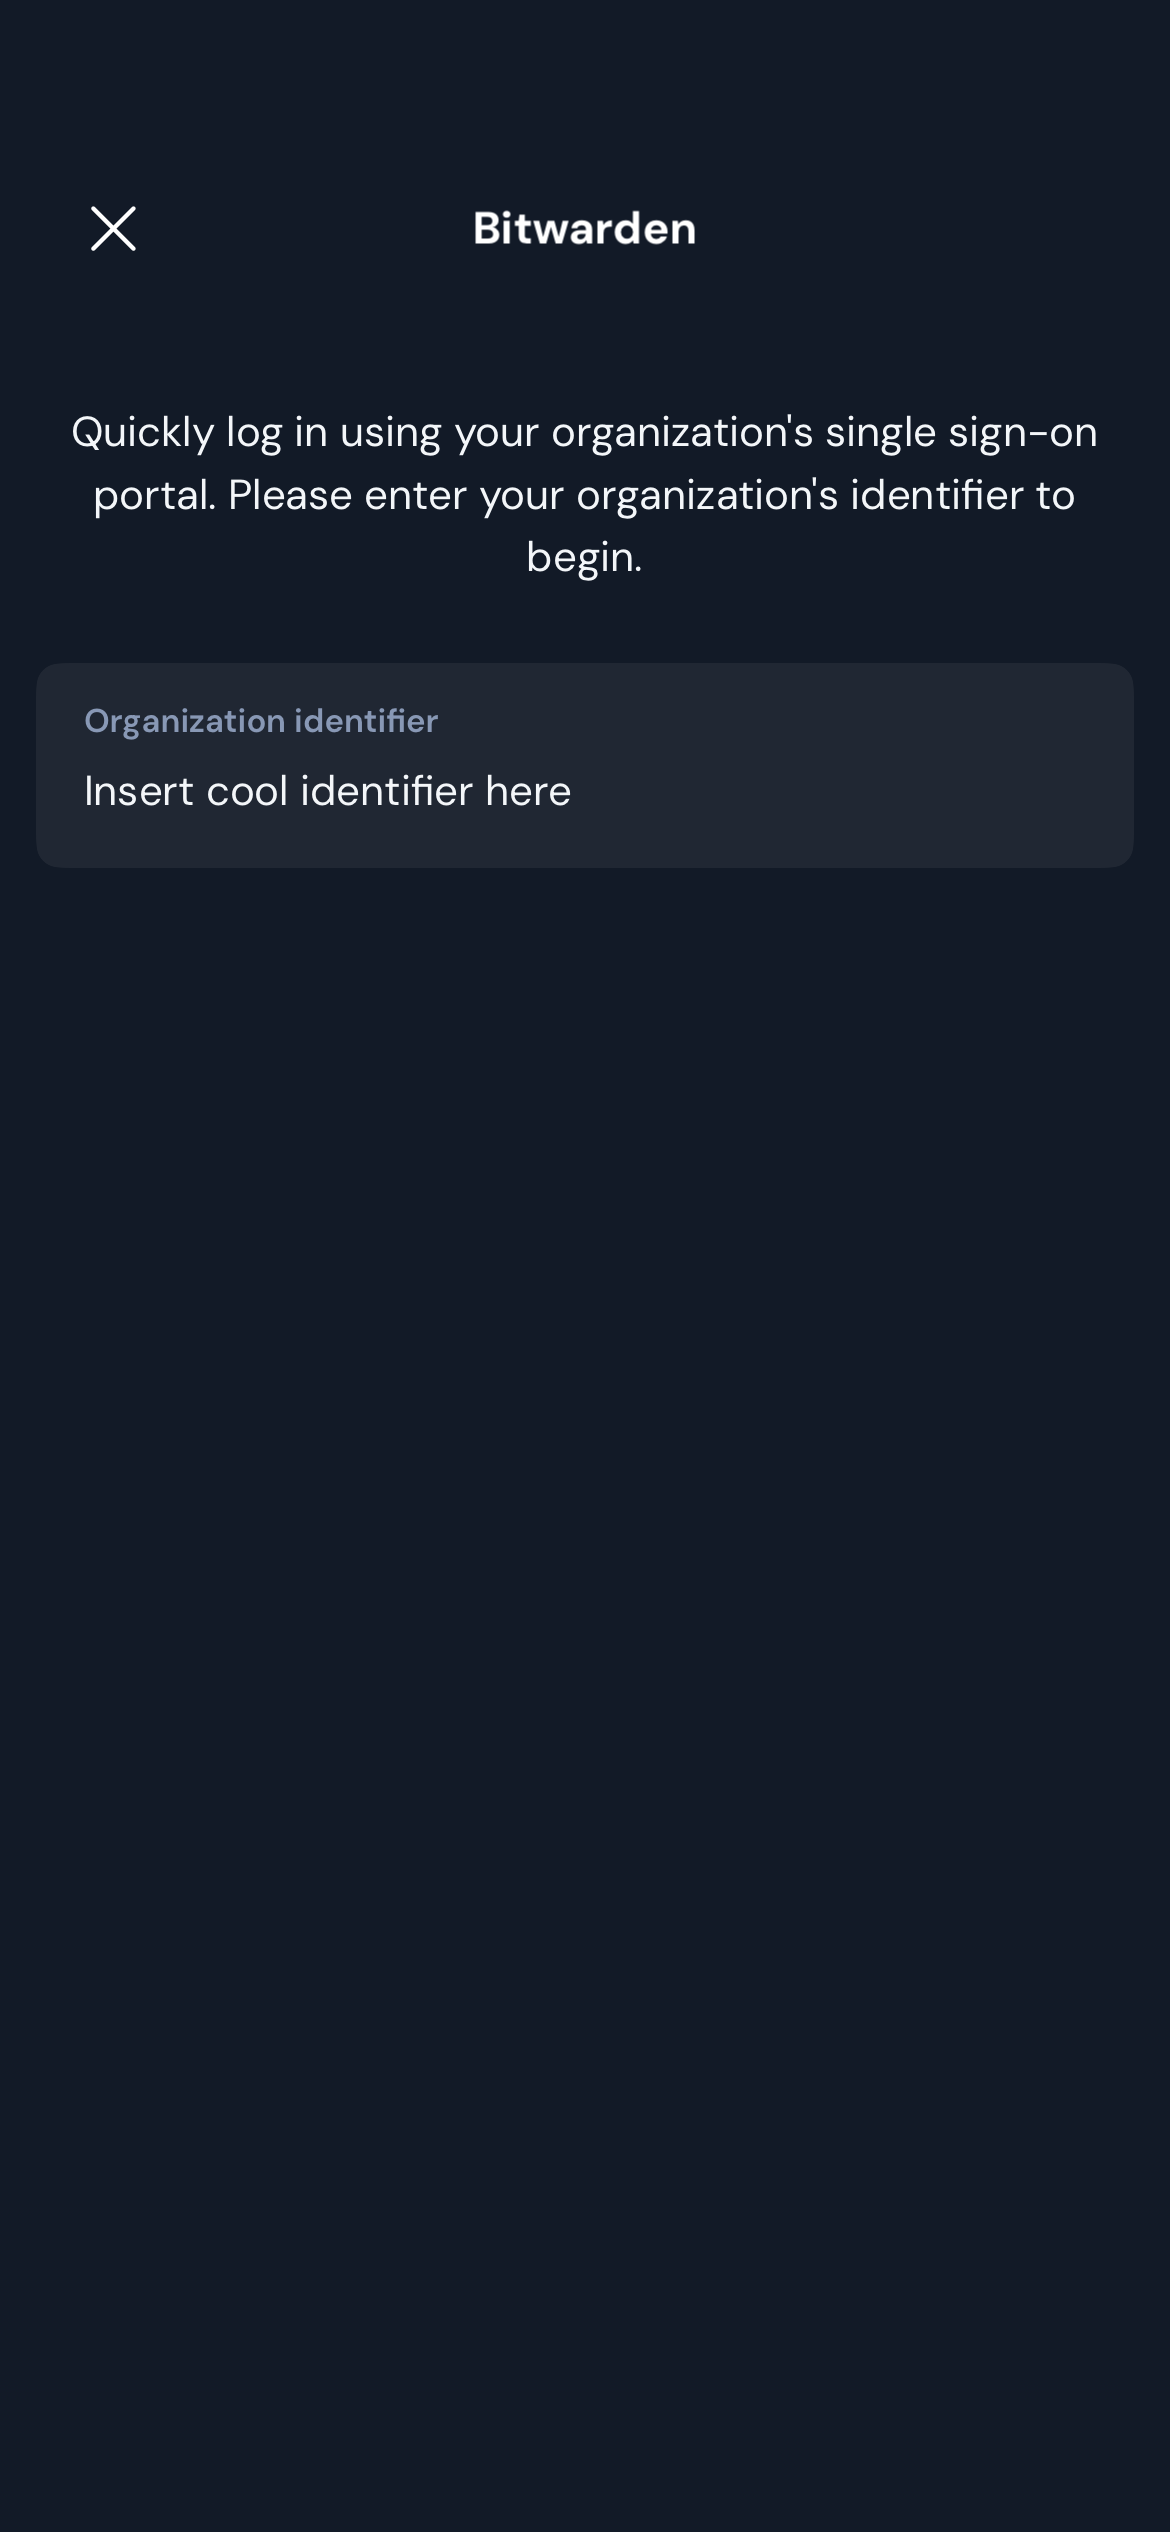 Bitwarden
Quickly log in using your organization's single sign-on
portal. Please enter your organization's identifier to
begin.
Organization identifier
Insert cool identifier here